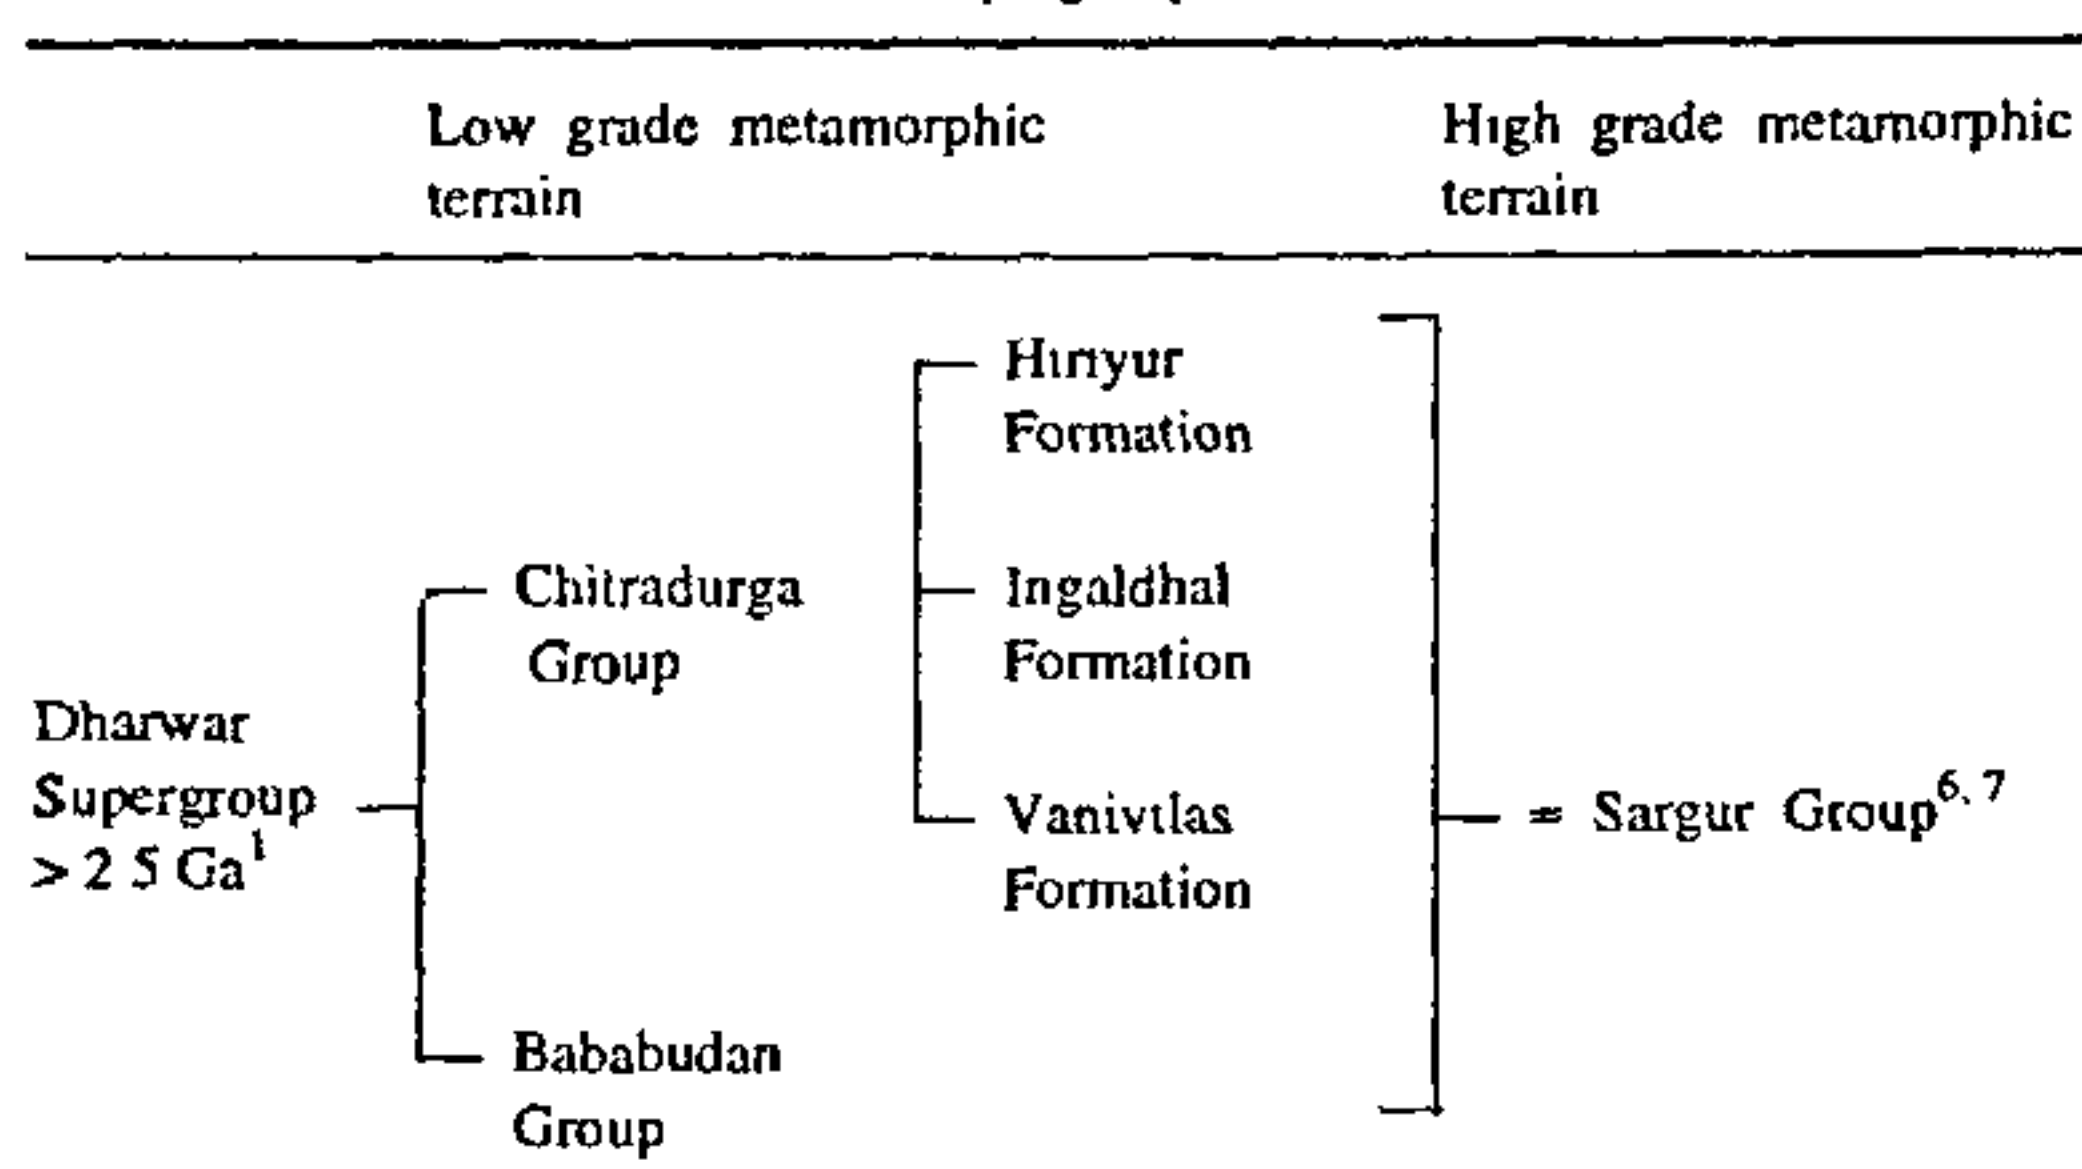 Low grade metamorphic
terrain
High grade metamorphic
terrain
Hiriyur
Formation
Chitradurga
Group
Ingaldhal
Formation
Dharwar
Supergroup
> 2 5 Ga¹
Vanivilas
Formation
= Sargur Group⁶,⁷
Bababudan
Group